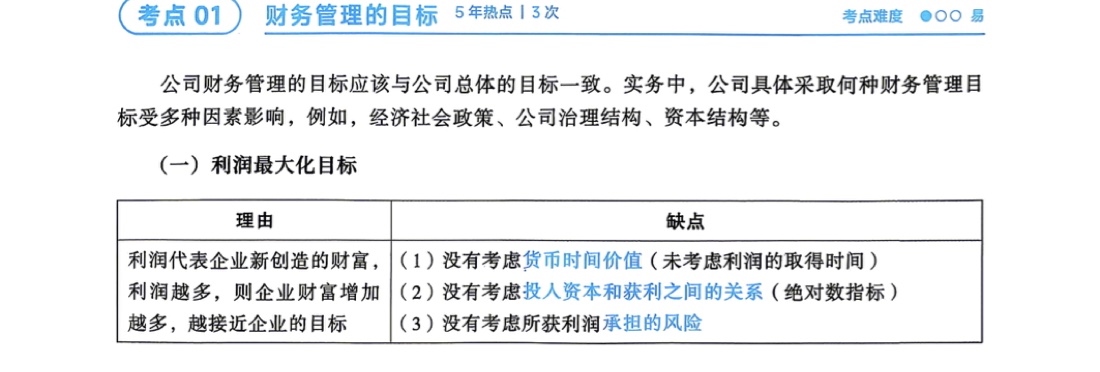 考点 01 财务管理的目标 5年热点 | 3次 考点难度 ●○○ 易
公司财务管理的目标应该与公司总体的目标一致。实务中，公司具体采取何种财务管理目
标受多种因素影响，例如，经济社会政策、公司治理结构、资本结构等。
（一）利润最大化目标
理由 缺点
利润代表企业新创造的财富，
利润越多，则企业财富增加
越多，越接近企业的目标
（1）没有考虑货币时间价值（未考虑利润的取得时间）
（2）没有考虑投入资本和获利之间的关系（绝对数指标）
（3）没有考虑所获利润承担的风险